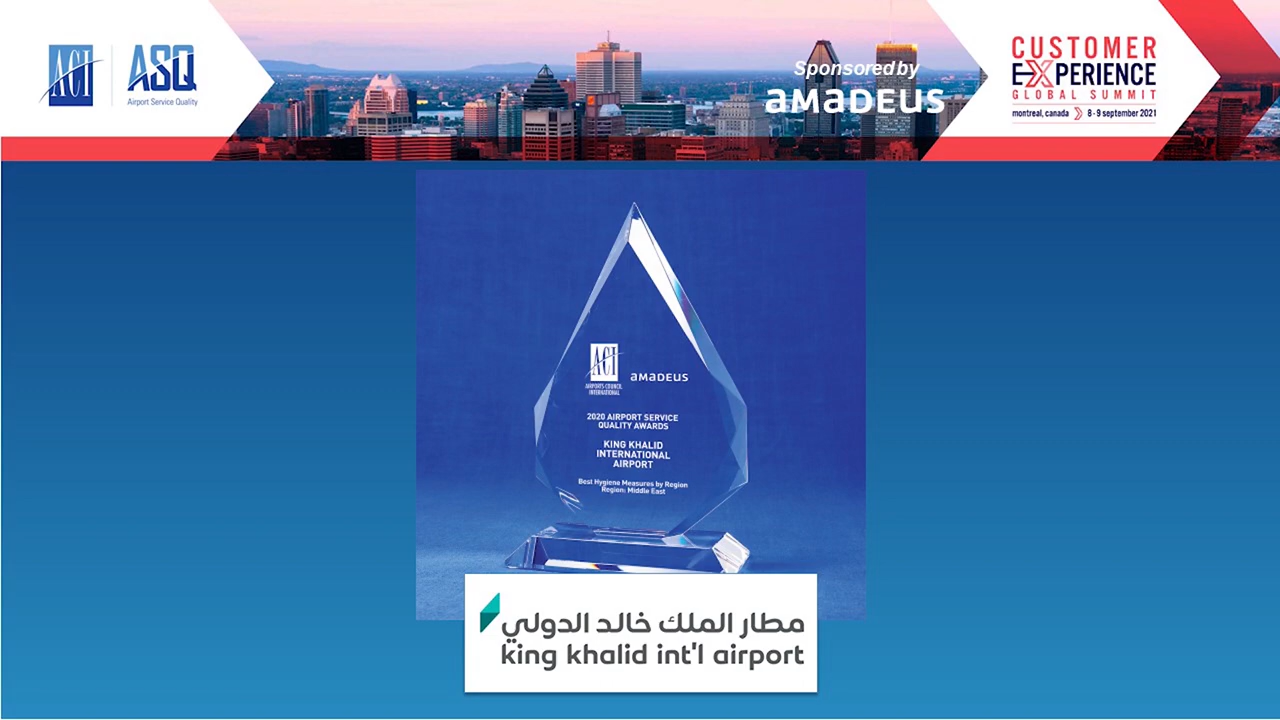 ACI
ASQ
Airport Service Quality
Sponsored by
aMaDEUS
CUSTOMER
EXPERIENCE
GLOBAL SUMMIT
montreal, canada 8 - 9 september 2021
ACI
AIRPORTS COUNCIL
INTERNATIONAL
aMaDEUS
2020 AIRPORT SERVICE
QUALITY AWARDS
KING KHALID
INTERNATIONAL
AIRPORT
Best Hygiene Measures by Region
Region: Middle East
مطار الملك خالد الدولي
king khalid int'l airport